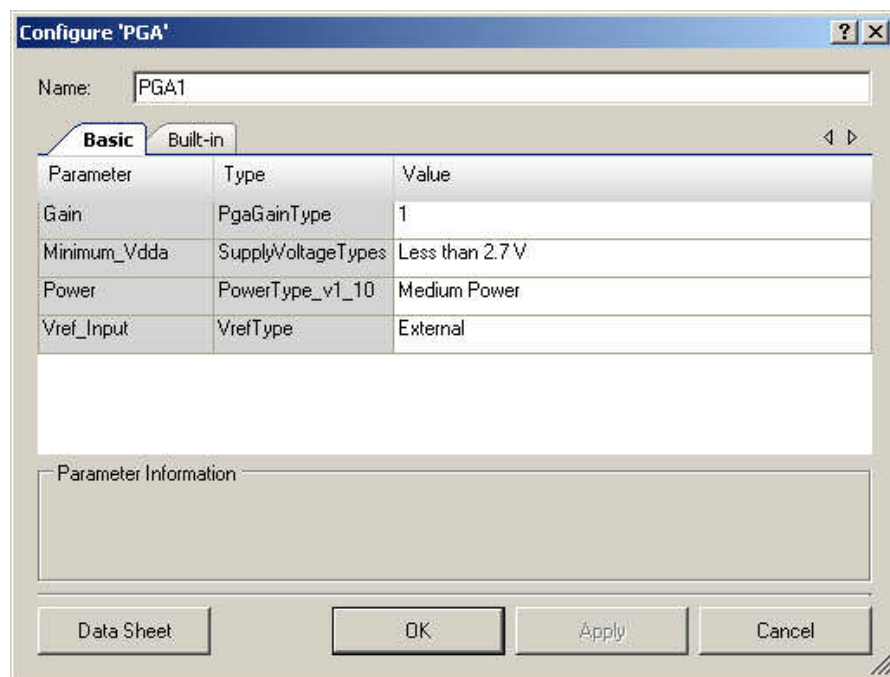 Configure 'PGA'
Name: PGA1
Basic Built-in
Parameter Type Value
Gain PgaGainType 1
Minimum_Vdda SupplyVoltageTypes Less than 2.7 V
Power PowerType_v1_10 Medium Power
Vref_Input VrefType External
Parameter Information
Data Sheet OK Apply Cancel